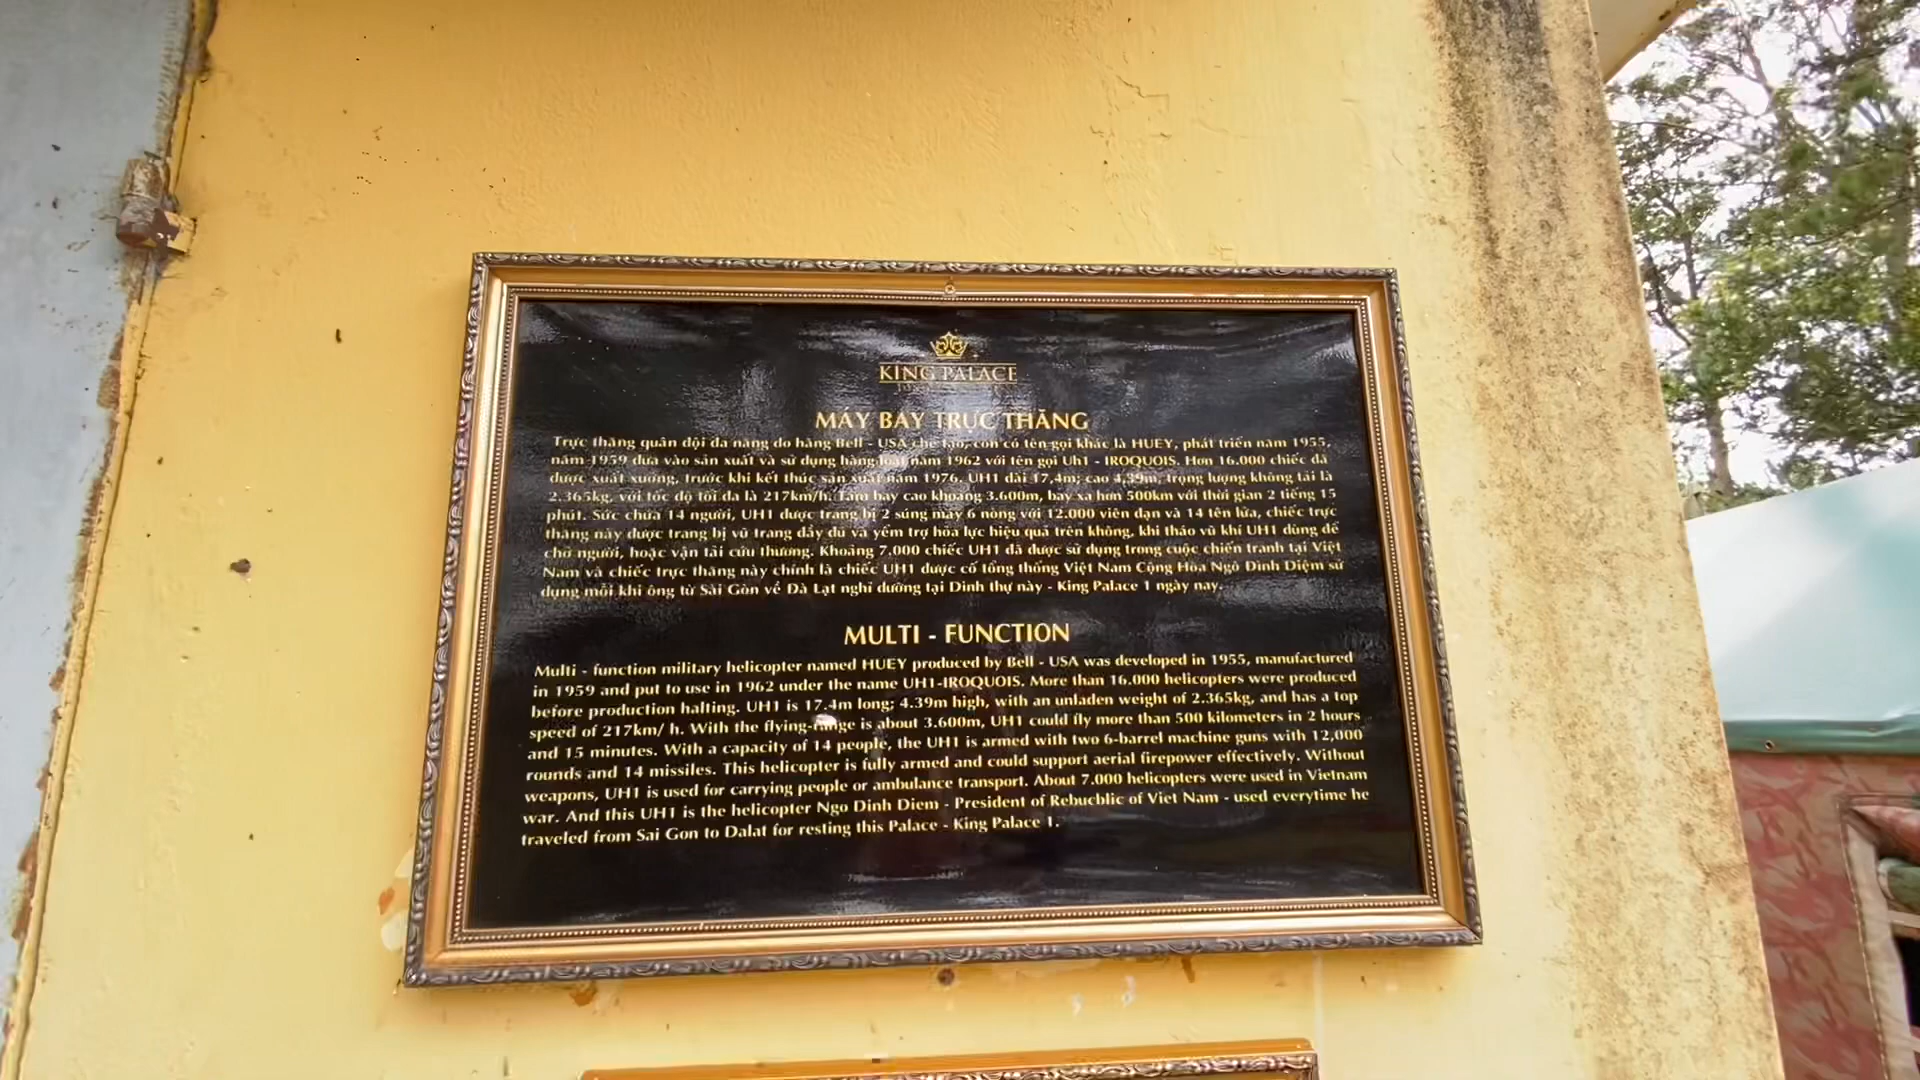 KING PALACE
MÁY BAY TRỰC THĂNG
Trực thăng quân đội đa năng do hãng Bell - USA chế tạo, còn có tên gọi khác là HUEY, phát triển năm 1955,
năm 1959 đưa vào sản xuất và sử dụng hàng loạt năm 1962 với tên gọi Uh1 - IROQUOIS. Hơn 16.000 chiếc đã
được xuất xưởng, trước khi kết thúc sản xuất năm 1976. UH1 dài 17,4m; cao 4,39m, trọng lượng không tải là
2.365kg, với tốc độ tối đa là 217km/h. Tầm bay cao khoảng 3.600m, bay xa hơn 500km với thời gian 2 tiếng 15
phút. Sức chứa 14 người, UH1 được trang bị 2 súng máy 6 nòng với 12.000 viên đạn và 14 tên lửa, chiếc trực
thăng này được trang bị vũ trang đầy đủ và yểm trợ hỏa lực hiệu quả trên không, khi tháo vũ khí UH1 dùng để
chở người, hoặc vận tải cứu thương. Khoảng 7.000 chiếc UH1 đã được sử dụng trong cuộc chiến tranh tại Việt
Nam và chiếc trực thăng này chính là chiếc UH1 được cố tổng thống Việt Nam Cộng Hòa Ngô Đình Diệm sử
dụng mỗi khi ông từ Sài Gòn về Đà Lạt nghỉ dưỡng tại Dinh thự này - King Palace 1 ngày nay.
MULTI - FUNCTION
Multi - function military helicopter named HUEY produced by Bell - USA was developed in 1955, manufactured
in 1959 and put to use in 1962 under the name UH1-IROQUOIS. More than 16.000 helicopters were produced
before production halting. UH1 is 17.4m long; 4.39m high, with an unladen weight of 2.365kg, and has a top
speed of 217km/ h. With the flying-range is about 3.600m, UH1 could fly more than 500 kilometers in 2 hours
and 15 minutes. With a capacity of 14 people, the UH1 is armed with two 6-barrel machine guns with 12,000
rounds and 14 missiles. This helicopter is fully armed and could support aerial firepower effectively. Without
weapons, UH1 is used for carrying people or ambulance transport. About 7.000 helicopters were used in Vietnam
war. And this UH1 is the helicopter Ngo Dinh Diem - President of Rebucblic of Viet Nam - used everytime he
traveled from Sai Gon to Dalat for resting this Palace - King Palace 1.